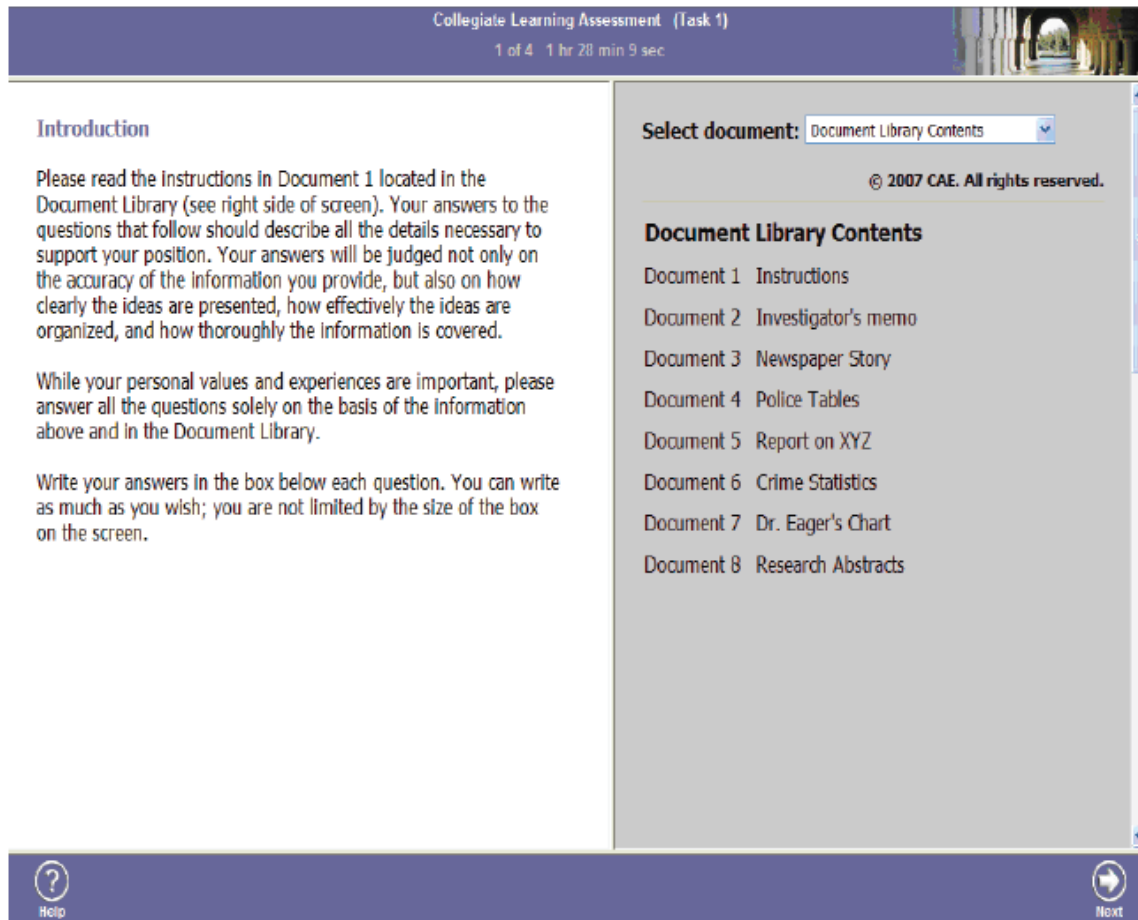 Collegiate Learning Assessment (Task 1)
1 of 4 1 hr 28 min 9 sec
Introduction
Please read the instructions in Document 1 located in the
Document Library (see right side of screen). Your answers to the
questions that follow should describe all the details necessary to
support your position. Your answers will be judged not only on
the accuracy of the information you provide, but also on how
clearly the ideas are presented, how effectively the ideas are
organized, and how thoroughly the information is covered.
While your personal values and experiences are important, please
answer all the questions solely on the basis of the information
above and in the Document Library.
Write your answers in the box below each question. You can write
as much as you wish; you are not limited by the size of the box
on the screen.
Select document: Document Library Contents
© 2007 CAE. All rights reserved.
Document Library Contents
Document 1 Instructions
Document 2 Investigator's memo
Document 3 Newspaper Story
Document 4 Police Tables
Document 5 Report on XYZ
Document 6 Crime Statistics
Document 7 Dr. Eager's Chart
Document 8 Research Abstracts
?
Help
Next